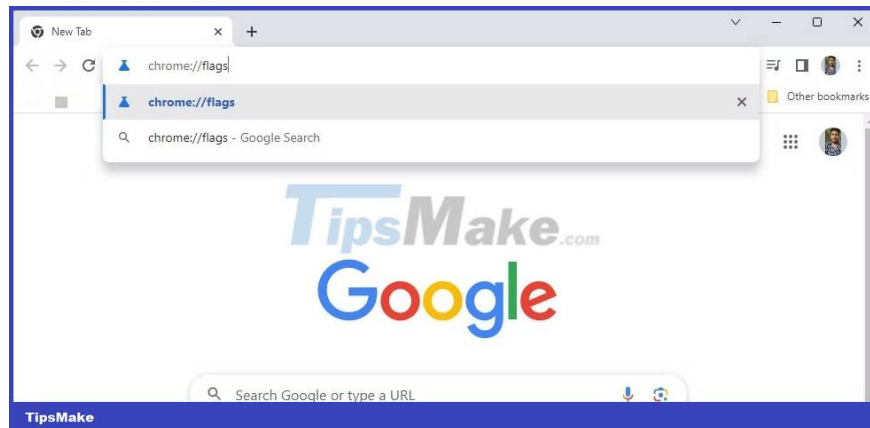 New Tab
chrome://flags
chrome://flags
Other bookmarks
chrome://flags - Google Search
TipsMake.com
Google
Search Google or type a URL
TipsMake